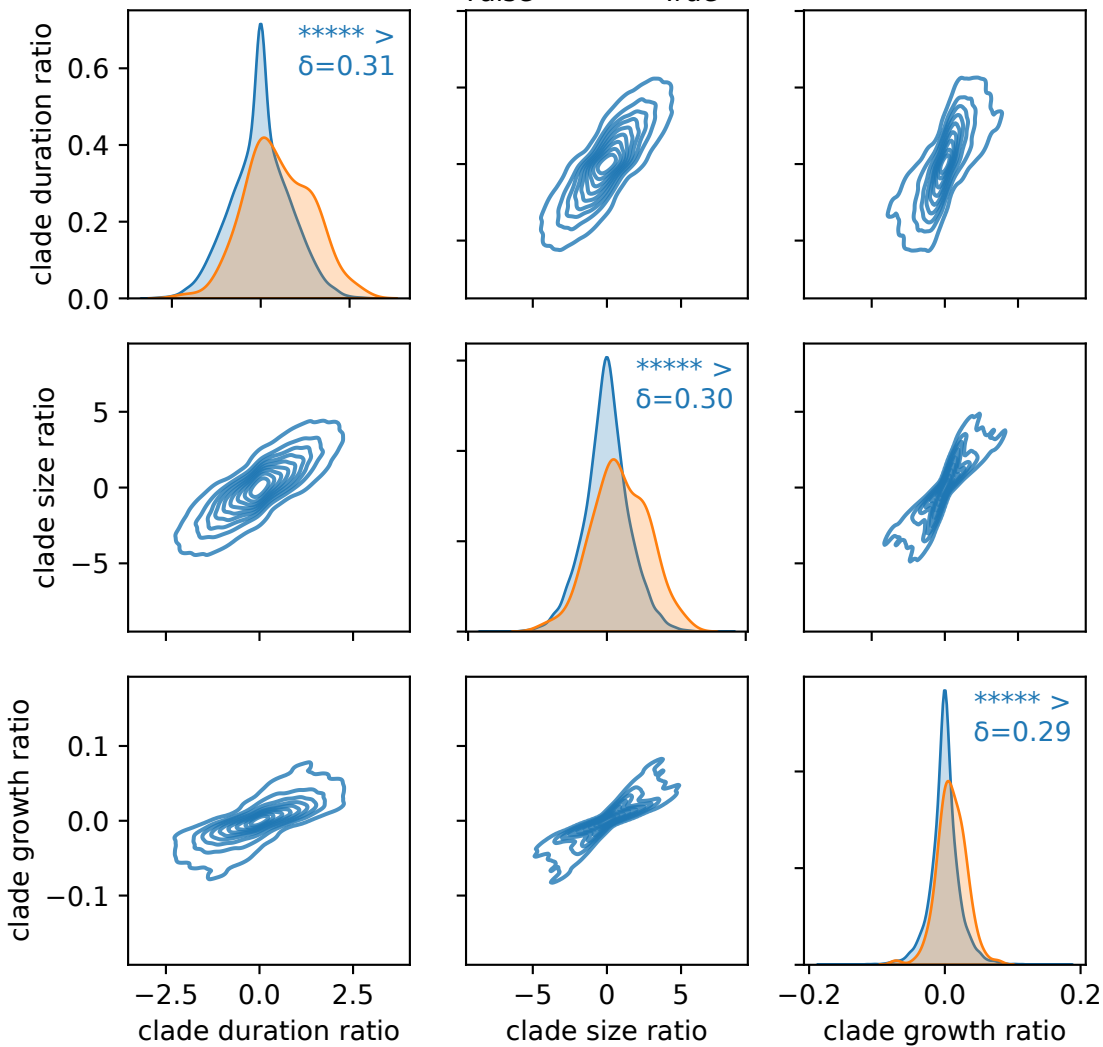 ***** >
δ=0.31
clade duration ratio
0.6
0.4
0.2
0.0
***** >
δ=0.30
clade size ratio
5
0
−5
***** >
δ=0.29
clade growth ratio
0.1
0.0
−0.1
−2.5 0.0 2.5
−5 0 5
−0.2 0.0 0.2
clade duration ratio
clade size ratio
clade growth ratio